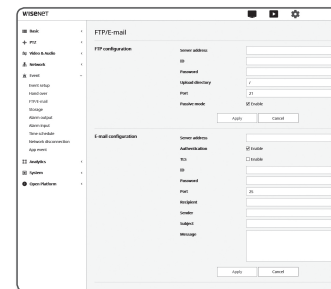 WISENET
Basic
PTZ
Video & Audio
Network
Event
Event setup
Hand over
FTP/E-mail
Storage
Alarm output
Alarm input
Time schedule
Network disconnection
App event
Analytics
System
Open Platform
FTP/E-mail
FTP configuration
Server address
ID
Password
Upload directory /
Port 21
Passive mode Enable
Apply Cancel
E-mail configuration
Server address
Authentication Enable
TLS Enable
ID
Password
Port 25
Recipient
Sender
Subject
Message
Apply Cancel